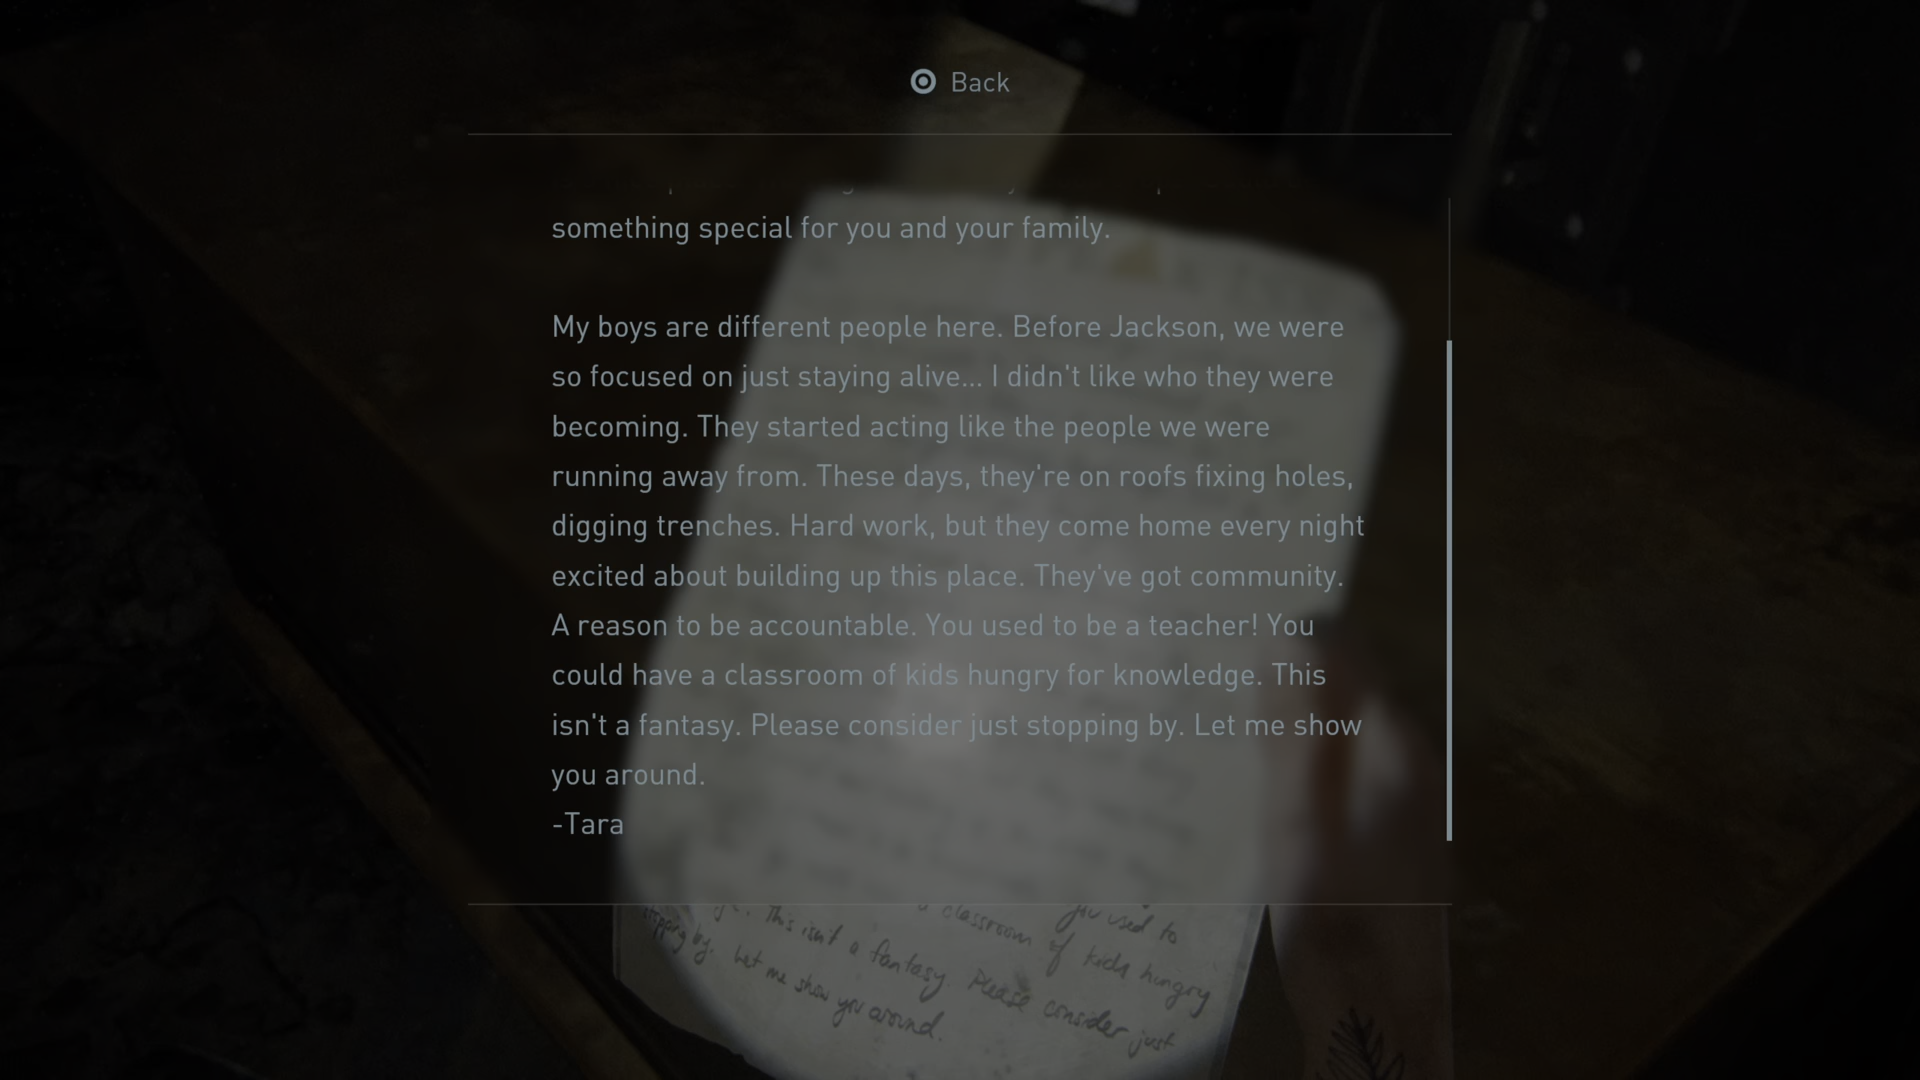 Back
something special for you and your family.
My boys are different people here. Before Jackson, we were
so focused on just staying alive... I didn't like who they were
becoming. They started acting like the people we were
running away from. These days, they're on roofs fixing holes,
digging trenches. Hard work, but they come home every night
excited about building up this place. They've got community.
A reason to be accountable. You used to be a teacher! You
could have a classroom of kids hungry for knowledge. This
isn't a fantasy. Please consider just stopping by. Let me show
you around.
-Tara
you used to
classroom of kids hungry
This isn't a fantasy. Please consider just
stopping by. Let me show you around.